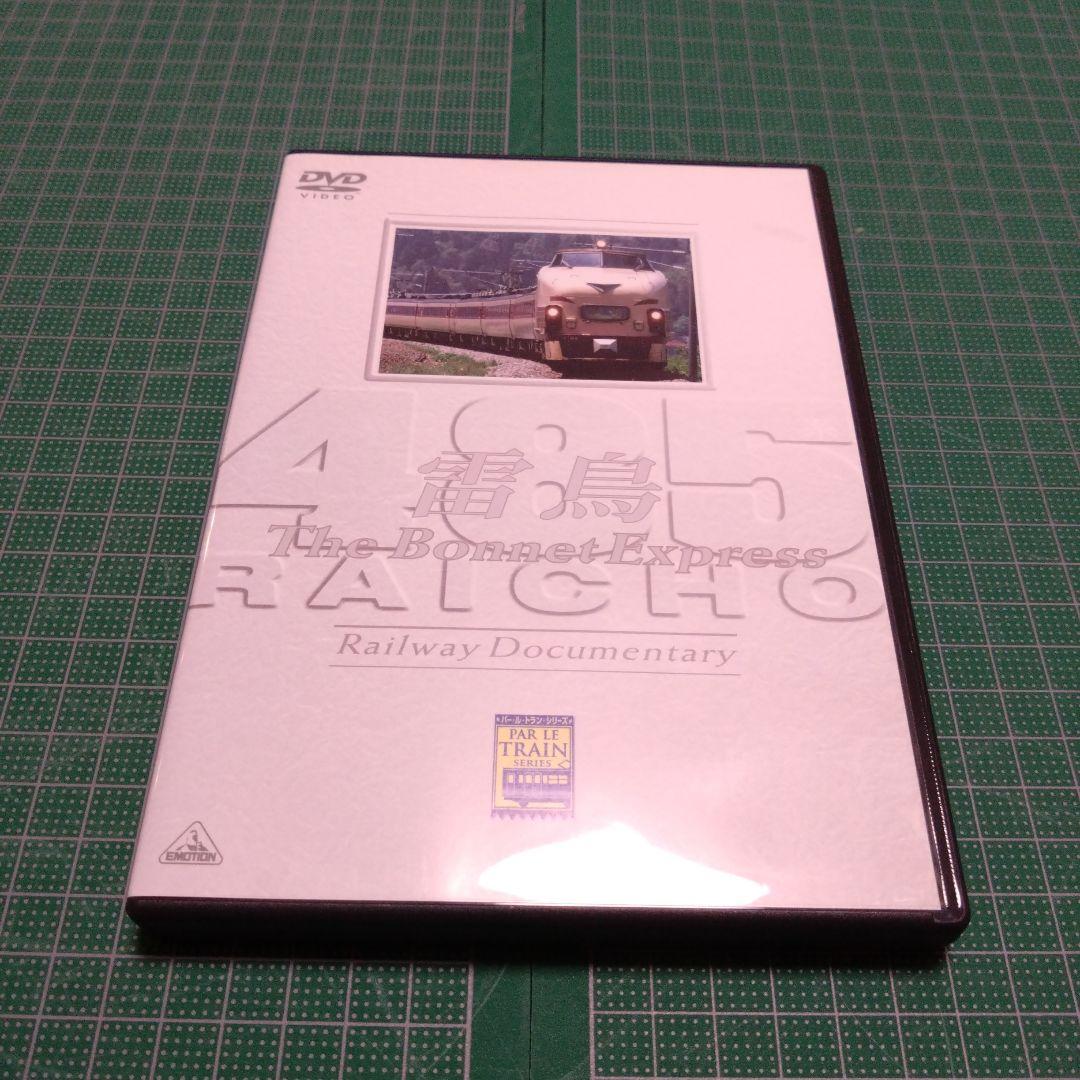 DVD
VIDEO
485
雷鳥
The Bonnet Express
RAICHO
Railway Documentary
パー・ル・トラン・シリーズ
PAR LE
TRAIN
SERIES
EMOTION